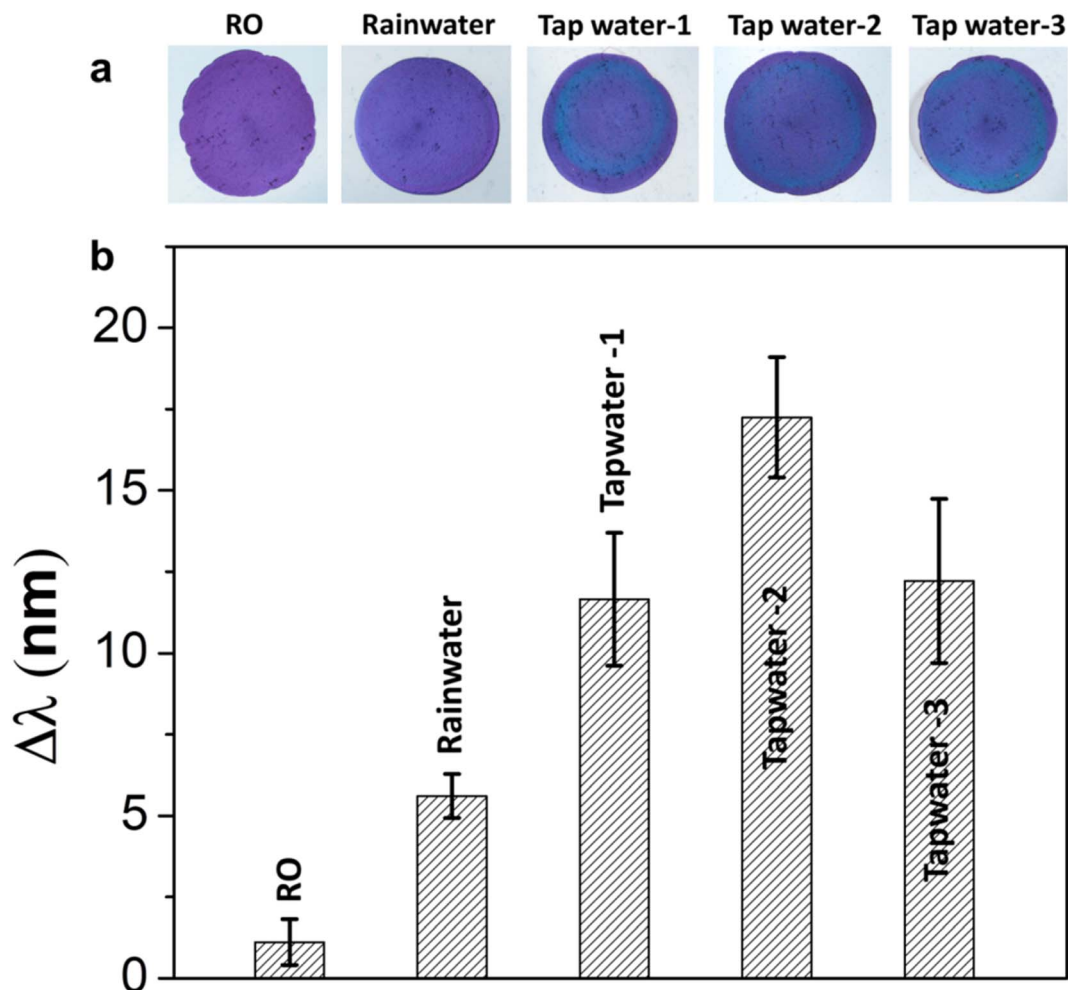 RO Rainwater Tap water-1 Tap water-2 Tap water-3
a
b
20
15
10
5
0
Δλ (nm)
RO
Rainwater
Tapwater -1
Tapwater -2
Tapwater -3